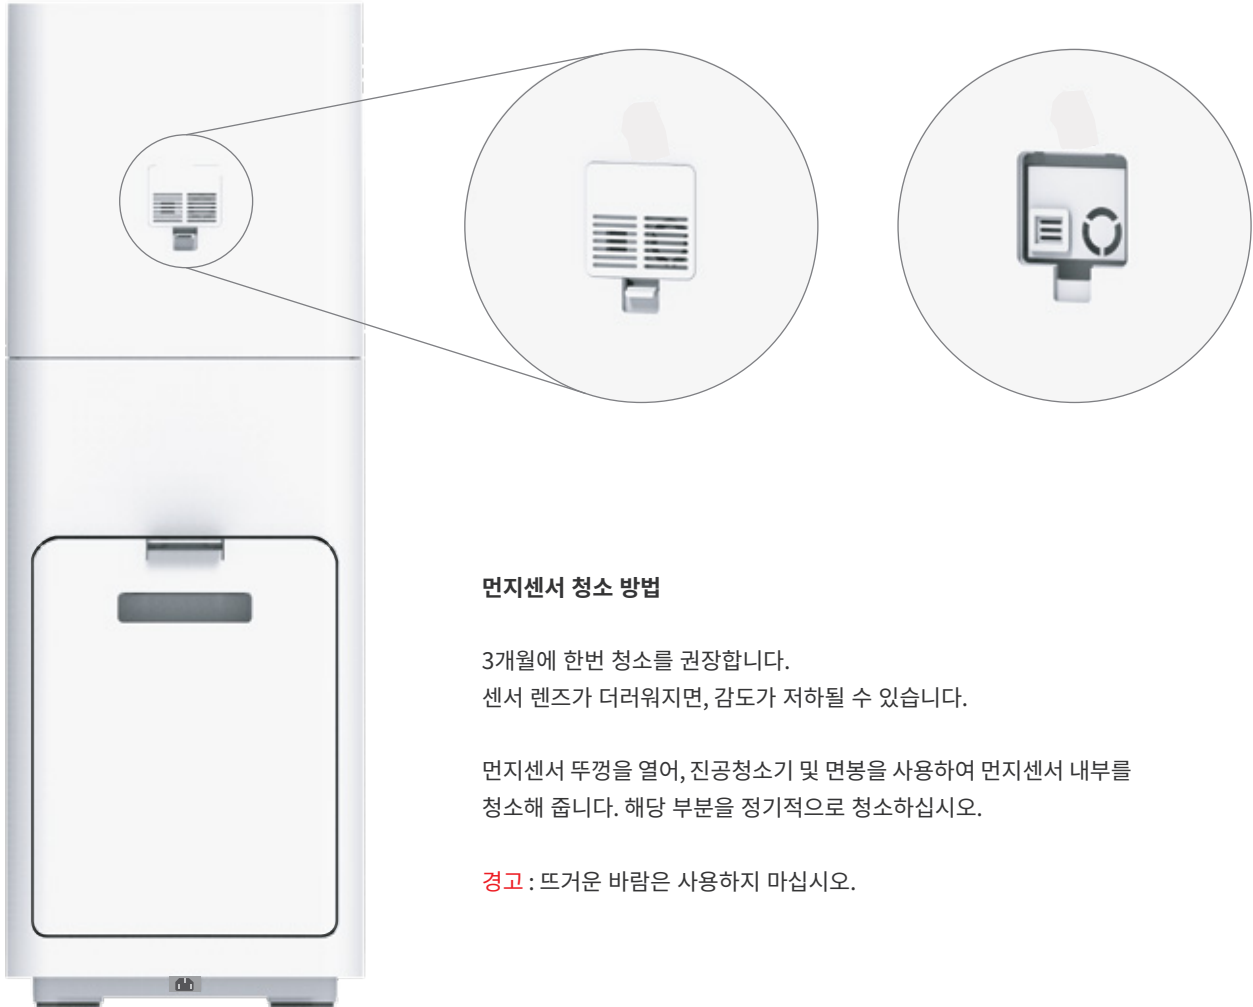 먼지센서 청소 방법
3개월에 한번 청소를 권장합니다.
센서 렌즈가 더러워지면, 감도가 저하될 수 있습니다.
먼지센서 뚜껑을 열어, 진공청소기 및 면봉을 사용하여 먼지센서 내부를
청소해 줍니다. 해당 부분을 정기적으로 청소하십시오.
경고 : 뜨거운 바람은 사용하지 마십시오.